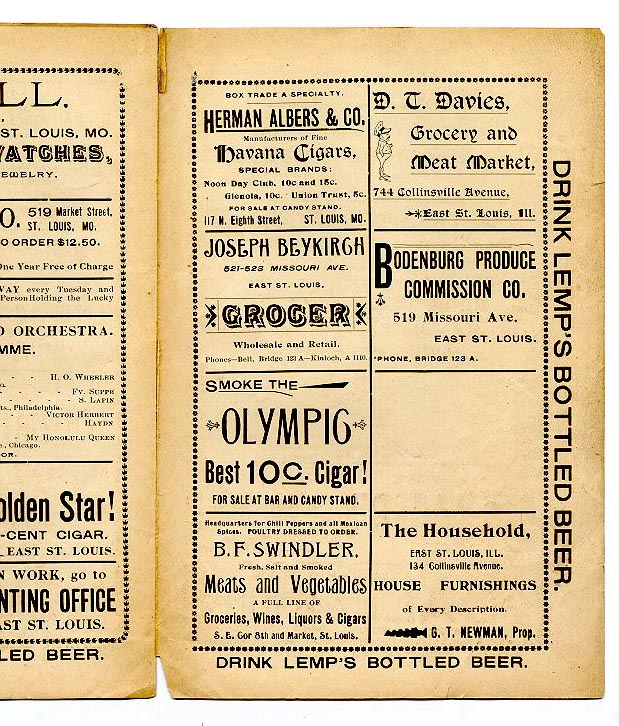 LL.
ST. LOUIS, MO.
WATCHES,
JEWELRY.
O. 519 Market Street,
ST. LOUIS, MO.
O ORDER $12.50.
One Year Free of Charge
WAY every Tuesday and
Person Holding the Lucky
D ORCHESTRA.
MME.
H. O. WHEELER
o.
FV. SUPPE
S. LAPIN
ts., Philadelphia.
VICTOR HERBERT
HAYDN
MY HONOLULU QUEEN
e., Chicago.
OR.
olden Star!
-CENT CIGAR.
EAST ST. LOUIS.
N WORK, go to
NTING OFFICE
AST ST. LOUIS.
LED BEER.
BOX TRADE A SPECIALTY.
HERMAN ALBERS & CO.
Manufacturers of Fine
Havana Cigars,
SPECIAL BRANDS:
Noon Day Club, 10c and 15c.
Glenola, 10c. Union Trust, 5c.
FOR SALE AT CANDY STAND.
117 N. Eighth Street, ST. LOUIS, MO.
JOSEPH BEYKIRCH
521-523 MISSOURI AVE.
EAST ST. LOUIS.
GROCER
Wholesale and Retail.
Phones—Bell, Bridge 123 A—Kinloch, A 1110.
SMOKE THE
OLYMPIC
Best 10C. Cigar!
FOR SALE AT BAR AND CANDY STAND.
Headquarters for Chili Peppers and all Mexican
Spices. POULTRY DRESSED TO ORDER.
B. F. SWINDLER,
Fresh, Salt and Smoked
Meats and Vegetables
A FULL LINE OF
Groceries, Wines, Liquors & Cigars
S. E. Cor 8th and Market, St. Louis.
D. T. Davies,
Grocery and
Meat Market,
744 Collinsville Avenue,
East St. Louis, Ill.
BODENBURG PRODUCE
COMMISSION CO.
519 Missouri Ave.
EAST ST. LOUIS.
'PHONE, BRIDGE 123 A.
The Household,
EAST ST. LOUIS, ILL.
134 Collinsville Avenue.
HOUSE FURNISHINGS
of Every Description.
G. T. NEWMAN, Prop.
DRINK LEMP'S BOTTLED BEER.
DRINK LEMP'S BOTTLED BEER.